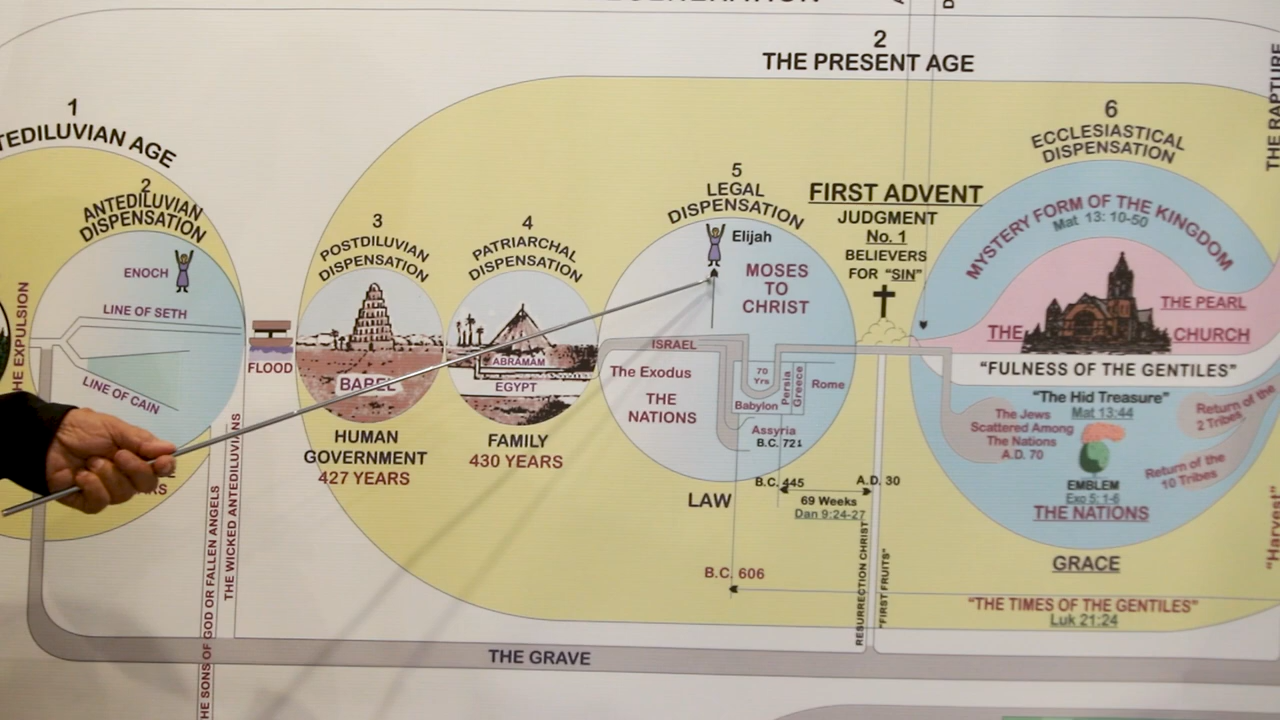 2
THE PRESENT AGE
1
TEDILUVIAN AGE
2
ANTEDILUVIAN
DISPENSATION
ENOCH
LINE OF SETH
LINE OF CAIN
THE EXPULSION
FLOOD
THE WICKED ANTEDILUVIANS
HE SONS OF GOD OR FALLEN ANGELS
3
POSTDILUVIAN
DISPENSATION
BABEL
HUMAN
GOVERNMENT
427 YEARS
4
PATRIARCHAL
DISPENSATION
ABRAMAM
EGYPT
FAMILY
430 YEARS
5
LEGAL
DISPENSATION
Elijah
MOSES
TO
CHRIST
ISRAEL
The Exodus
THE
NATIONS
70
Yrs
Babylon
Persia
Greece
Rome
Assyria
B.C. 721
LAW
B.C. 445
A.D. 30
69 Weeks
Dan 9:24-27
B.C. 606
FIRST ADVENT
JUDGMENT
No. 1
BELIEVERS
FOR "SIN"
RESURRECTION CHRIST
"FIRST FRUITS"
6
ECCLESIASTICAL
DISPENSATION
MYSTERY FORM OF THE KINGDOM
Mat 13: 10-50
THE PEARL
THE CHURCH
"FULNESS OF THE GENTILES"
"The Hid Treasure"
Mat 13:44
The Jews
Scattered Among
The Nations
A.D. 70
EMBLEM
Exo 5: 1-6
THE NATIONS
Return of the
2 Tribes
Return of the
10 Tribes
GRACE
"THE TIMES OF THE GENTILES"
Luk 21:24
THE RAPTURE
"Harvest"
THE GRAVE